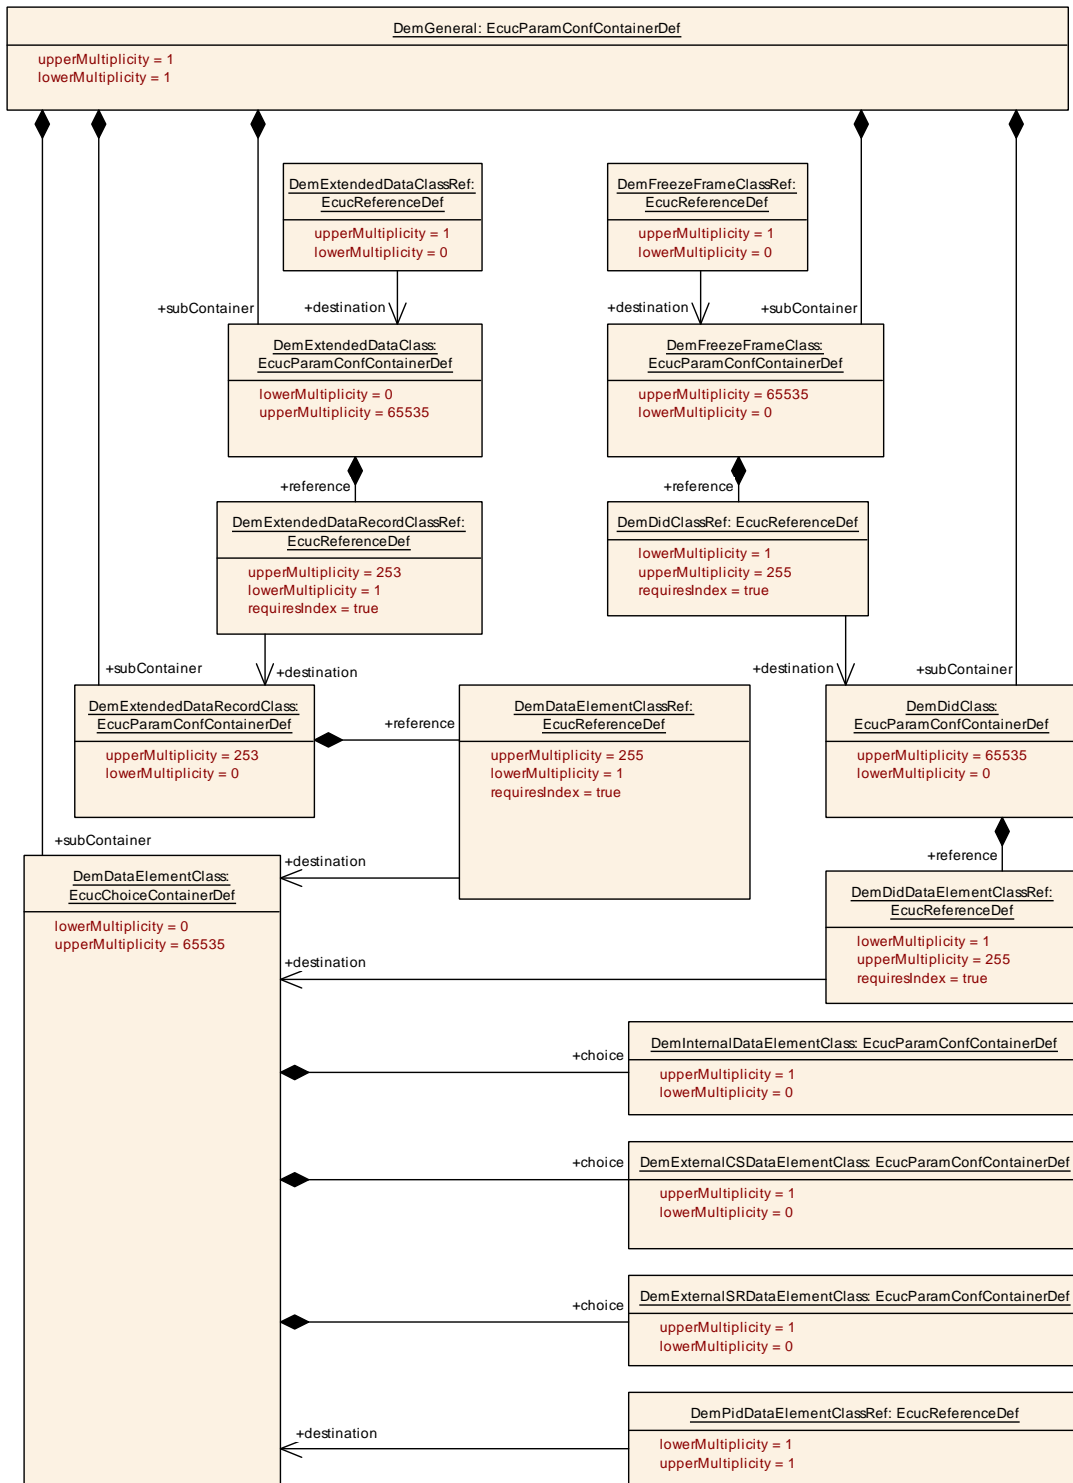 DemGeneral: EcucParamConfContainerDef
upperMultiplicity = 1
lowerMultiplicity = 1
DemExtendedDataClassRef:
EcucReferenceDef
upperMultiplicity = 1
lowerMultiplicity = 0
DemFreezeFrameClassRef:
EcucReferenceDef
upperMultiplicity = 1
lowerMultiplicity = 0
+subContainer
+destination
+destination
+subContainer
DemExtendedDataClass:
EcucParamConfContainerDef
lowerMultiplicity = 0
upperMultiplicity = 65535
DemFreezeFrameClass:
EcucParamConfContainerDef
upperMultiplicity = 65535
lowerMultiplicity = 0
+reference
+reference
DemExtendedDataRecordClassRef:
EcucReferenceDef
upperMultiplicity = 253
lowerMultiplicity = 1
requiresIndex = true
DemDidClassRef: EcucReferenceDef
lowerMultiplicity = 1
upperMultiplicity = 255
requiresIndex = true
+subContainer
+destination
+destination
+subContainer
DemExtendedDataRecordClass:
EcucParamConfContainerDef
upperMultiplicity = 253
lowerMultiplicity = 0
+reference
DemDataElementClassRef:
EcucReferenceDef
upperMultiplicity = 255
lowerMultiplicity = 1
requiresIndex = true
DemDidClass:
EcucParamConfContainerDef
upperMultiplicity = 65535
lowerMultiplicity = 0
+subContainer
+destination
+reference
DemDataElementClass:
EcucChoiceContainerDef
lowerMultiplicity = 0
upperMultiplicity = 65535
DemDidDataElementClassRef:
EcucReferenceDef
lowerMultiplicity = 1
upperMultiplicity = 255
requiresIndex = true
+destination
+choice
DemInternalDataElementClass: EcucParamConfContainerDef
upperMultiplicity = 1
lowerMultiplicity = 0
+choice
DemExternalCSDataElementClass: EcucParamConfContainerDef
upperMultiplicity = 1
lowerMultiplicity = 0
+choice
DemExternalSRDataElementClass: EcucParamConfContainerDef
upperMultiplicity = 1
lowerMultiplicity = 0
+destination
DemPidDataElementClassRef: EcucReferenceDef
lowerMultiplicity = 1
upperMultiplicity = 1